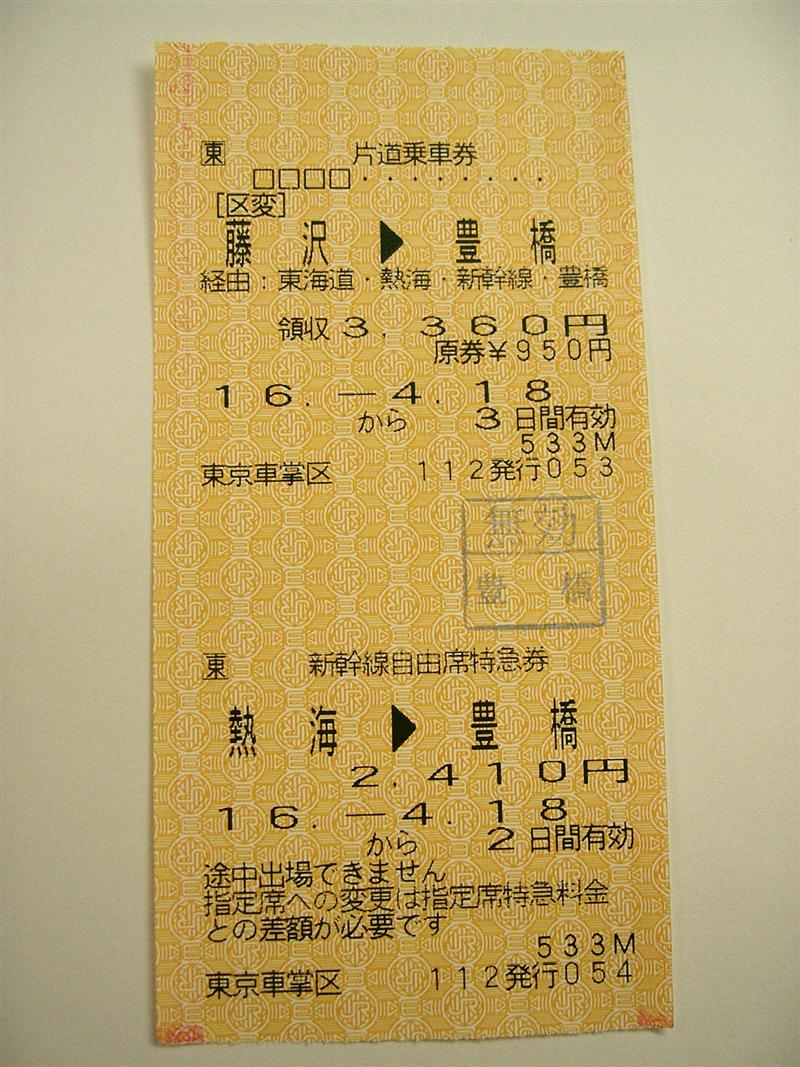 東 片道乗車券
□□□□・・・・・・・・
[区変]
藤沢 ▶ 豊橋
経由:東海道・熱海・新幹線・豊橋
領収 3,360円
原券¥950円
16.-4.18
から 3日間有効
533M
東京車掌区 112発行053
無効
豊橋
東 新幹線自由席特急券
熱海 ▶ 豊橋
2,410円
16.-4.18
から 2日間有効
途中出場できません
指定席への変更は指定席特急料金
との差額が必要です
533M
東京車掌区 112発行054